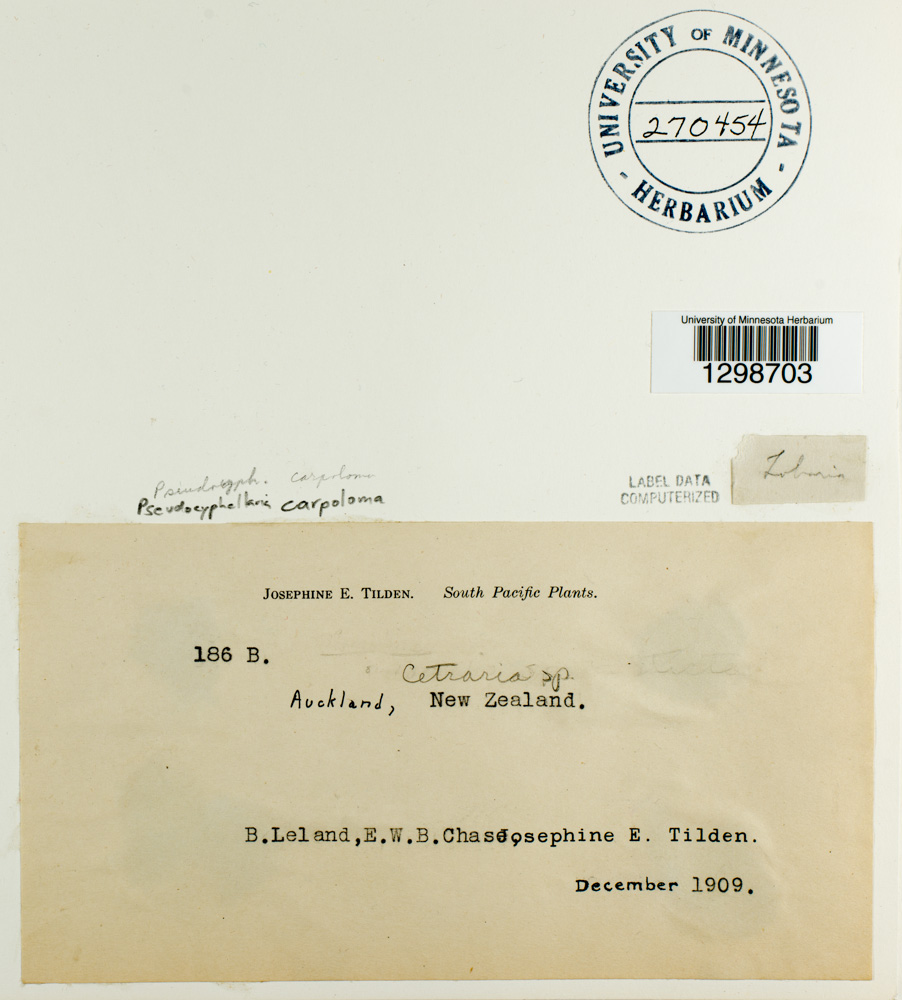 UNIVERSITY OF MINNESOTA
- HERBARIUM -
270454
University of Minnesota Herbarium
1298703
Lobaria
LABEL DATA
COMPUTERIZED
Pseudocyph. carpoloma
Pseudocyphellaria carpoloma
JOSEPHINE E. TILDEN. South Pacific Plants.
186 B.
Cetraria sp.
Auckland, New Zealand.
B.Leland,E.W.B.Chase,Josephine E. Tilden.
December 1909.